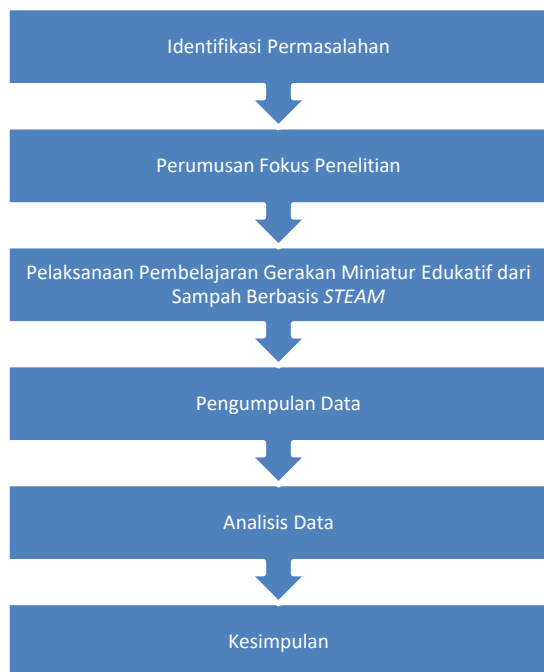 Identifikasi Permasalahan
Perumusan Fokus Penelitian
Pelaksanaan Pembelajaran Gerakan Miniatur Edukatif dari
Sampah Berbasis STEAM
Pengumpulan Data
Analisis Data
Kesimpulan